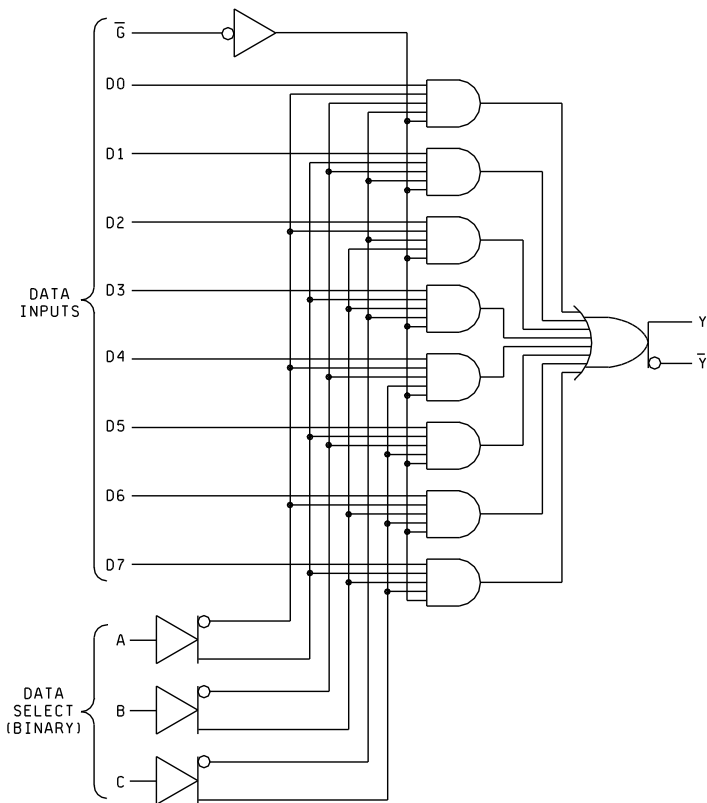 G̅
D0
D1
D2
D3
D4
D5
D6
D7
DATA
INPUTS
A
B
C
DATA
SELECT
(BINARY)
Y
Y̅